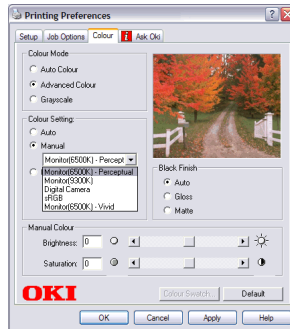 Printing Preferences
Setup Job Options Colour Ask Oki
Colour Mode
Auto Colour
Advanced Colour
Grayscale
Colour Setting:
Auto
Manual
Monitor(6500K) - Percept
Monitor(6500K) - Perceptual
Monitor(9300K)
Digital Camera
sRGB
Monitor(6500K) - Vivid
Black Finish
Auto
Gloss
Matte
Manual Colour
Brightness: 0
Saturation: 0
OKI
Colour Swatch... Default
OK Cancel Apply Help